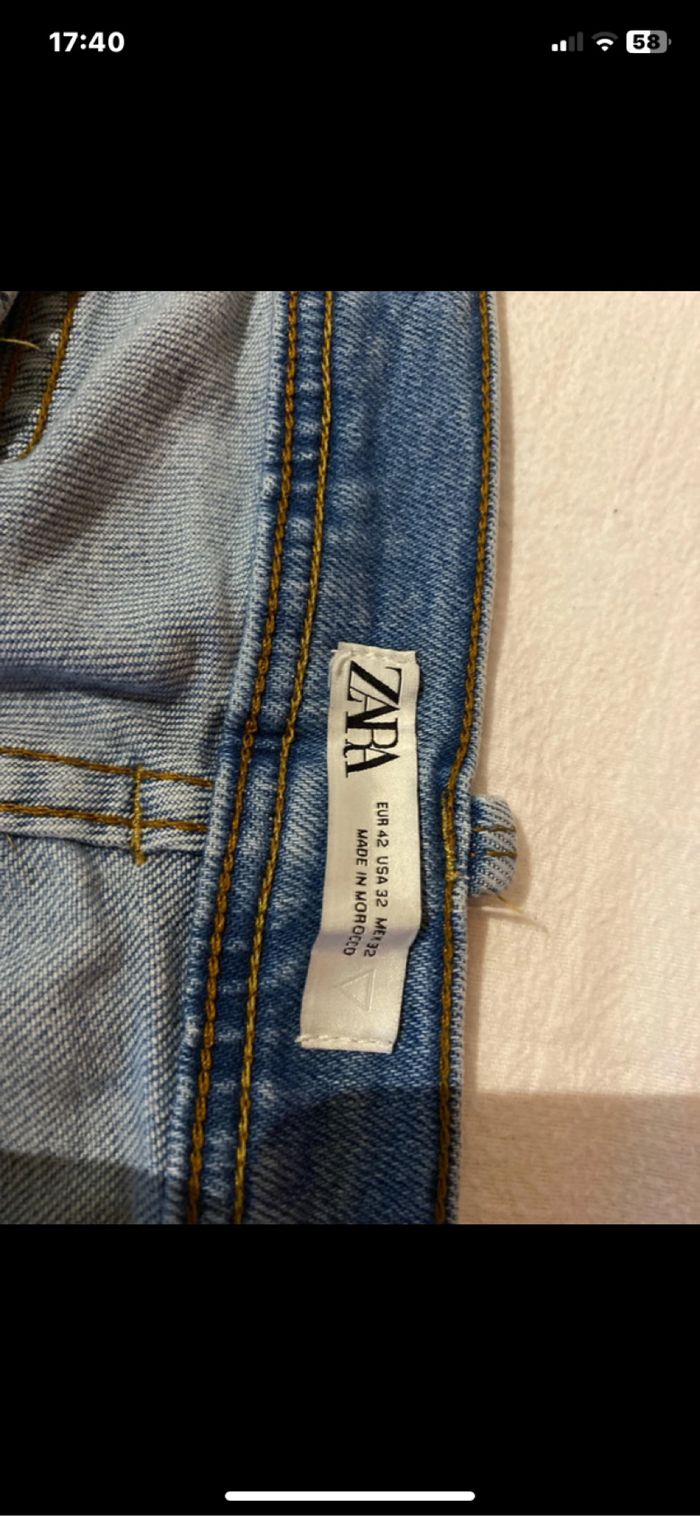 17:40
58
ZARA
EUR 42 USA 32 MEX 32
MADE IN MOROCCO